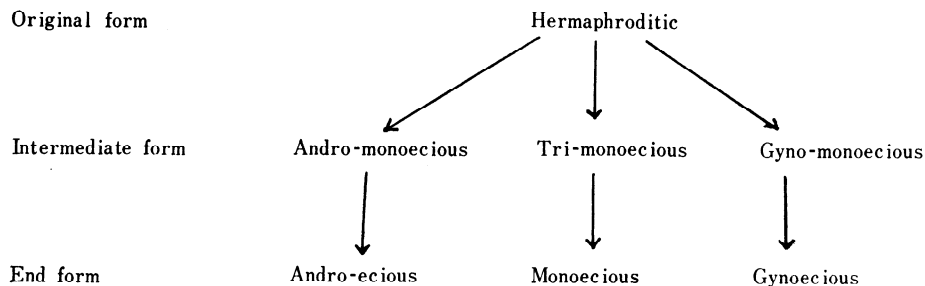 Original form Hermaphroditic
Intermediate form Andro-monoecious Tri-monoecious Gyno-monoecious
End form Andro-ecious Monoecious Gynoecious